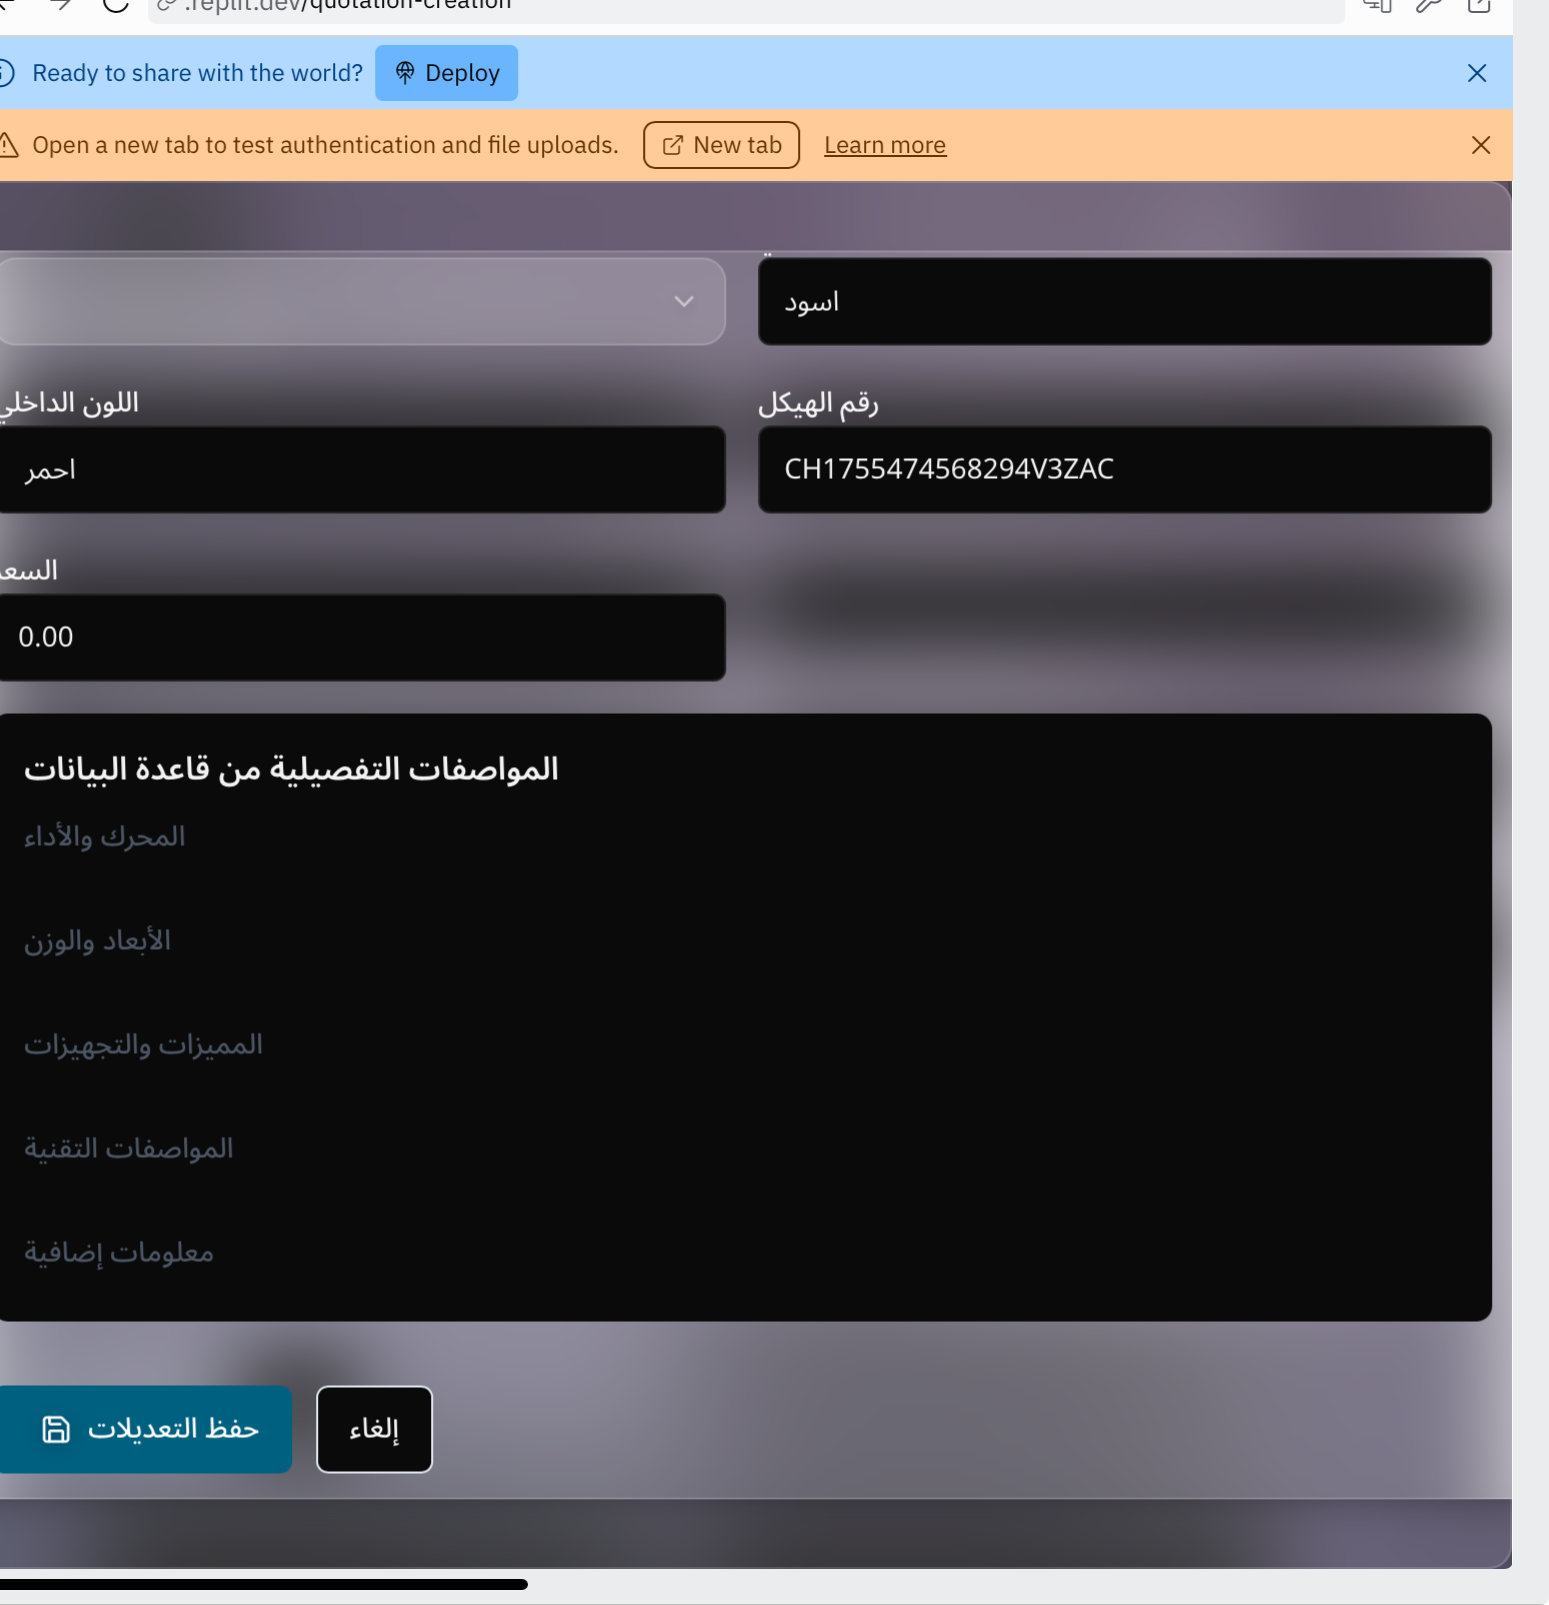 .replit.dev/quotation-creation
Ready to share with the world? Deploy
Open a new tab to test authentication and file uploads. New tab Learn more
اسود
اللون الداخلي
رقم الهيكل
احمر
CH1755474568294V3ZAC
0.00
المواصفات التفصيلية من قاعدة البيانات
المحرك والأداء
الأبعاد والوزن
المميزات والتجهيزات
المواصفات التقنية
معلومات إضافية
حفظ التعديلات
إلغاء